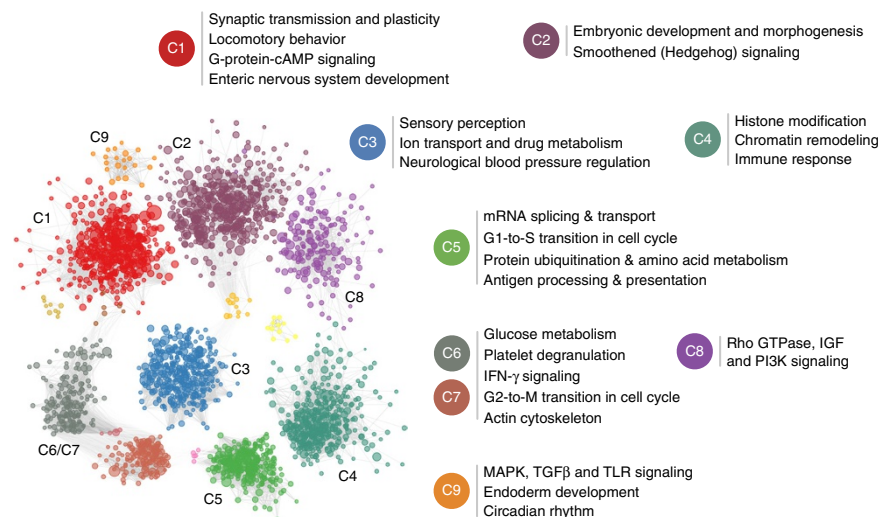 C1
Synaptic transmission and plasticity
Locomotory behavior
G-protein-cAMP signaling
Enteric nervous system development
C2
Embryonic development and morphogenesis
Smoothened (Hedgehog) signaling
C3
Sensory perception
Ion transport and drug metabolism
Neurological blood pressure regulation
C4
Histone modification
Chromatin remodeling
Immune response
C5
mRNA splicing & transport
G1-to-S transition in cell cycle
Protein ubiquitination & amino acid metabolism
Antigen processing & presentation
C6
C7
Glucose metabolism
Platelet degranulation
IFN-γ signaling
G2-to-M transition in cell cycle
Actin cytoskeleton
C8
Rho GTPase, IGF
and PI3K signaling
C9
MAPK, TGFβ and TLR signaling
Endoderm development
Circadian rhythm
C9
C2
C1
C8
C3
C6/C7
C4
C5